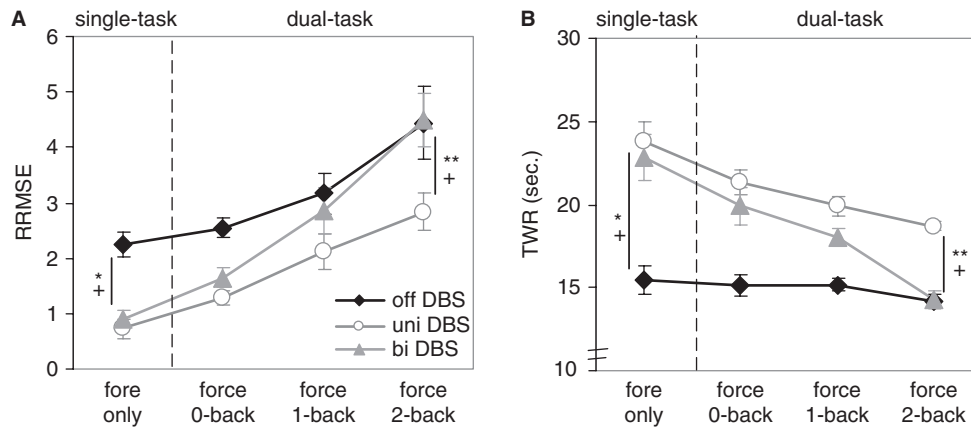 A
single-task
dual-task
6
5
4
3
2
1
0
RRMSE
*
+
**
+
off DBS
uni DBS
bi DBS
fore
only
force
0-back
force
1-back
force
2-back
B
single-task
dual-task
30
25
20
15
10
TWR (sec.)
*
+
**
+
fore
only
force
0-back
force
1-back
force
2-back